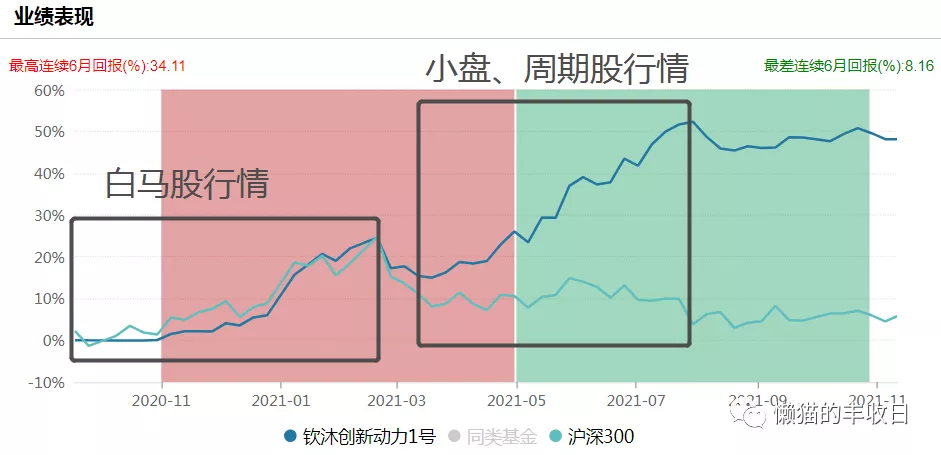 业绩表现
最高连续6月回报(%):34.11
最差连续6月回报(%):8.16
小盘、周期股行情
白马股行情
60%
50%
40%
30%
20%
10%
0%
-10%
2020-11
2021-01
2021-03
2021-05
2021-07
2021-09
2021-11
钦沐创新动力1号
同类基金
沪深300
懒猫的丰收日